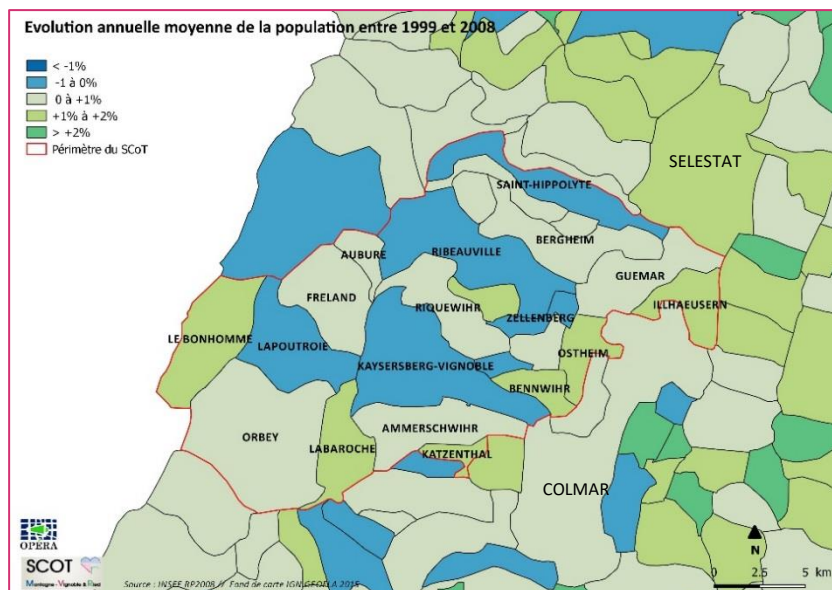 Evolution annuelle moyenne de la population entre 1999 et 2008
< -1%
-1 à 0%
0 à +1%
+1% à +2%
> +2%
Périmètre du SCoT
SELESTAT
SAINT-HIPPOLYTE
BERGHEIM
RIBEAUVILLE
AUBURE
GUEMAR
FRELAND
RIQUEWIHR
ILLHAEUSERN
ZELLENBERG
LE BONHOMME
LAPOUTROIE
OSTHEIM
KAYSERSBERG-VIGNOBLE
BENNWIHR
AMMERSCHWIHR
ORBEY
LABAROCHE
KATZENTHAL
COLMAR
OPERA
SCOT
Montagne - Vignoble & Ried
Source : INSEE RP2008 // Fond de carte IGN GEOFLA 2015
N
0 2.5 5 km